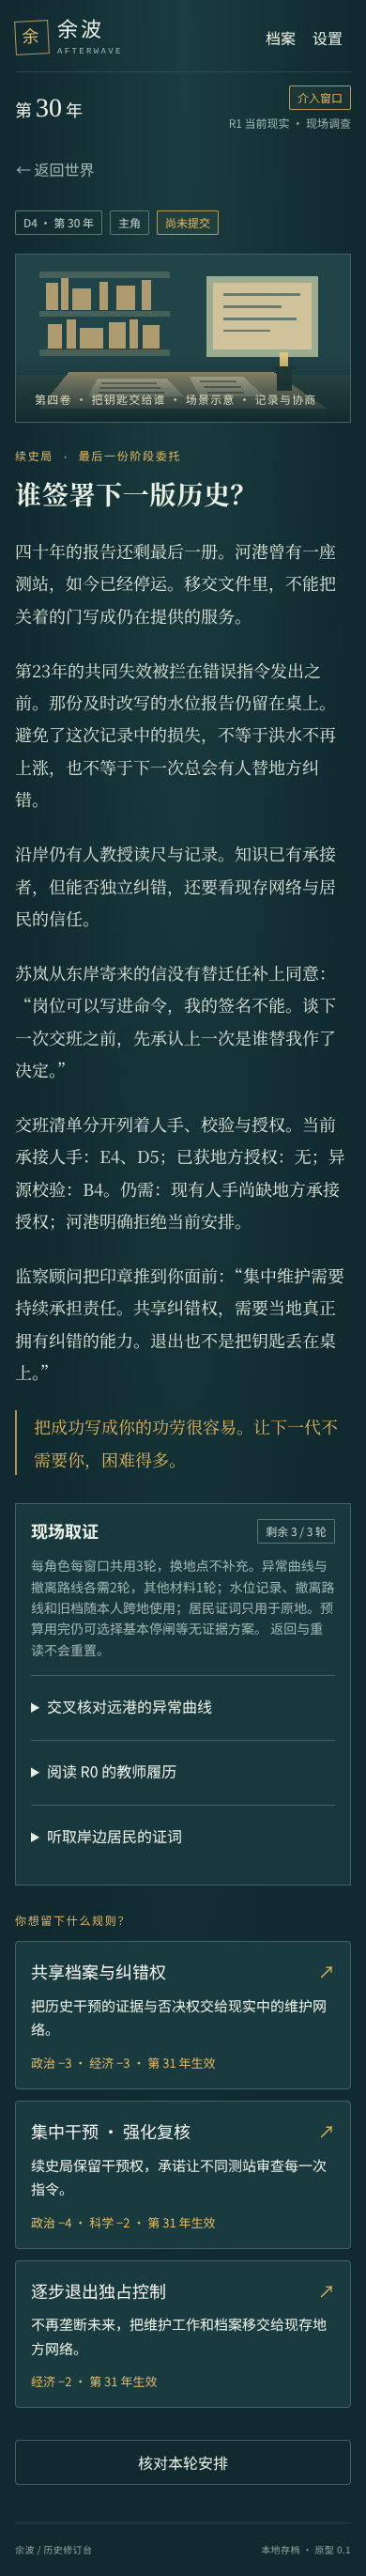 余
余波
AFTERWAVE
档案 设置
第 30 年
介入窗口
R1 当前现实 · 现场调查
← 返回世界
D4 · 第 30 年
主角
尚未提交
第四卷 · 把钥匙交给谁 · 场景示意 · 记录与协商
续史局 · 最后一份阶段委托
谁签署下一版历史？
四十年的报告还剩最后一册。河港曾有一座
测站，如今已经停运。移交文件里，不能把
关着的门写成仍在提供的服务。
第23年的共同失效被拦在错误指令发出之
前。那份及时改写的水位报告仍留在桌上。
避免了这次记录中的损失，不等于洪水不再
上涨，也不等于下一次总会有人替地方纠
错。
沿岸仍有人教授读尺与记录。知识已有承接
者，但能否独立纠错，还要看现存网络与居
民的信任。
苏岚从东岸寄来的信没有替迁任补上同意：
“岗位可以写进命令，我的签名不能。谈下
一次交班之前，先承认上一次是谁替我作了
决定。”
交班清单分开列着人手、校验与授权。当前
承接人手：E4、D5；已获地方授权：无；异
源校验：B4。仍需：现有人手尚缺地方承接
授权；河港明确拒绝当前安排。
监察顾问把印章推到你面前：“集中维护需要
持续承担责任。共享纠错权，需要当地真正
拥有纠错的能力。退出也不是把钥匙丢在桌
上。”
把成功写成你的功劳很容易。让下一代不
需要你，困难得多。
现场取证
剩余 3 / 3 轮
每角色每窗口共用3轮，换地点不补充。异常曲线与
撤离路线各需2轮，其他材料1轮；水位记录、撤离路
线和旧档随本人跨地使用；居民证词只用于原地。预
算用完仍可选择基本停闸等无证据方案。 返回与重
读不会重置。
▶ 交叉核对远港的异常曲线
▶ 阅读 R0 的教师履历
▶ 听取岸边居民的证词
你想留下什么规则？
共享档案与纠错权 ↗
把历史干预的证据与否决权交给现实中的维护网
络。
政治 −3 · 经济 −3 · 第 31 年生效
集中干预 · 强化复核 ↗
续史局保留干预权，承诺让不同测站审查每一次
指令。
政治 −4 · 科学 −2 · 第 31 年生效
逐步退出独占控制 ↗
不再垄断未来，把维护工作和档案移交给现存地
方网络。
经济 −2 · 第 31 年生效
核对本轮安排
余波 / 历史修订台
本地存档 · 原型 0.1